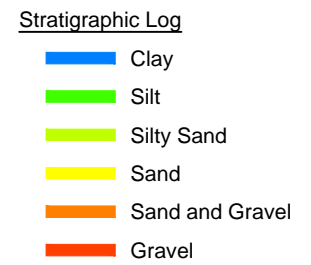 Stratigraphic Log
Clay
Silt
Silty Sand
Sand
Sand and Gravel
Gravel